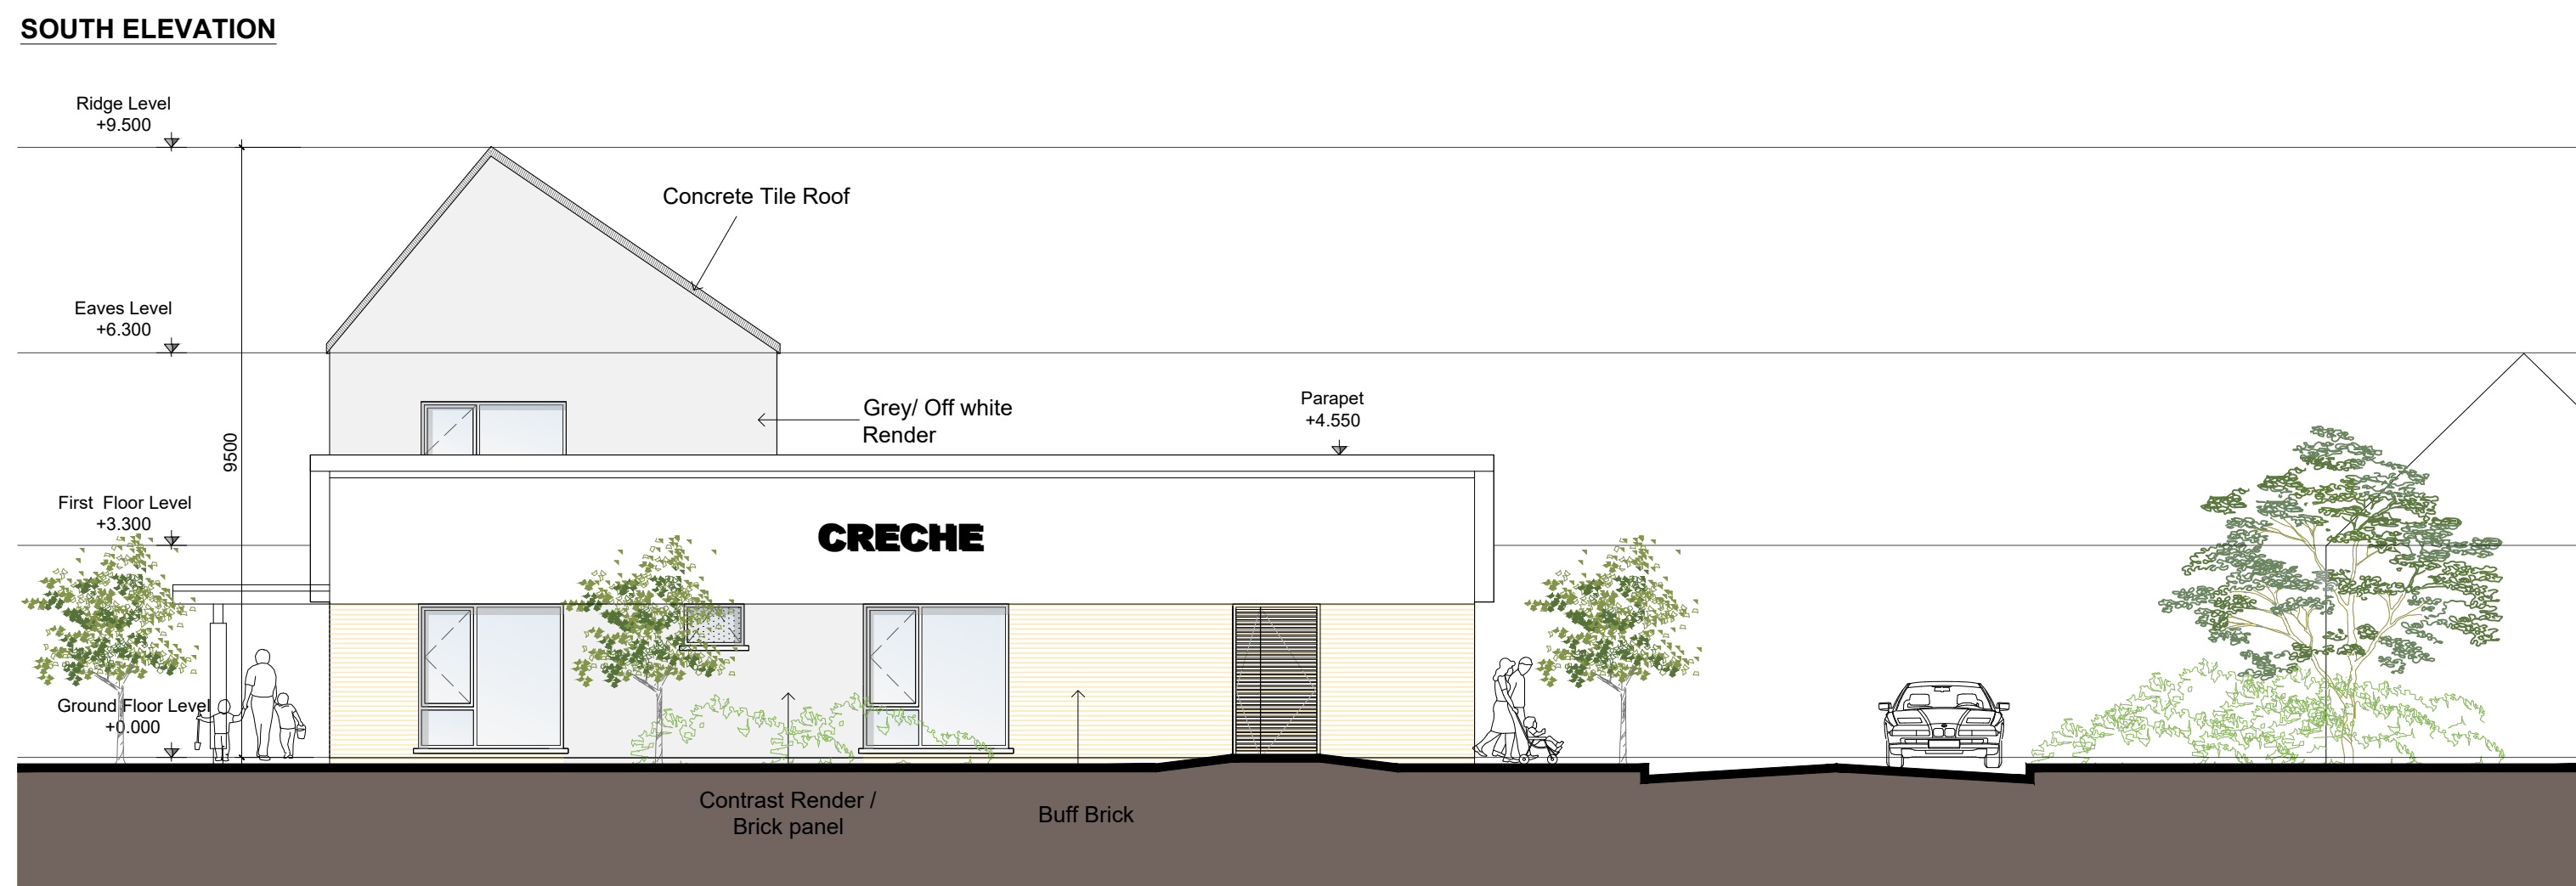 SOUTH ELEVATION
Ridge Level
+9.500
Concrete Tile Roof
Eaves Level
+6.300
Parapet
+4.550
Grey/ Off white
Render
9500
First Floor Level
+3.300
CRECHE
Ground Floor Level
+0.000
Contrast Render /
Brick panel
Buff Brick